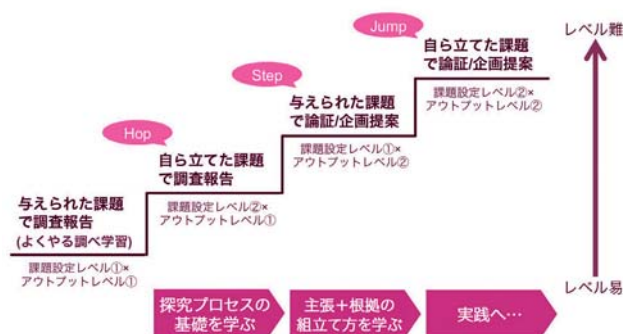 Jump
自ら立てた課題
で論証/企画提案
課題設定レベル②×
アウトプットレベル②
Step
与えられた課題
で論証/企画提案
課題設定レベル①×
アウトプットレベル②
Hop
自ら立てた課題
で調査報告
課題設定レベル②×
アウトプットレベル①
与えられた課題
で調査報告
(よくやる調べ学習)
課題設定レベル①×
アウトプットレベル①
レベル難
レベル易
探究プロセスの
基礎を学ぶ
主張+根拠の
組立て方を学ぶ
実践へ…